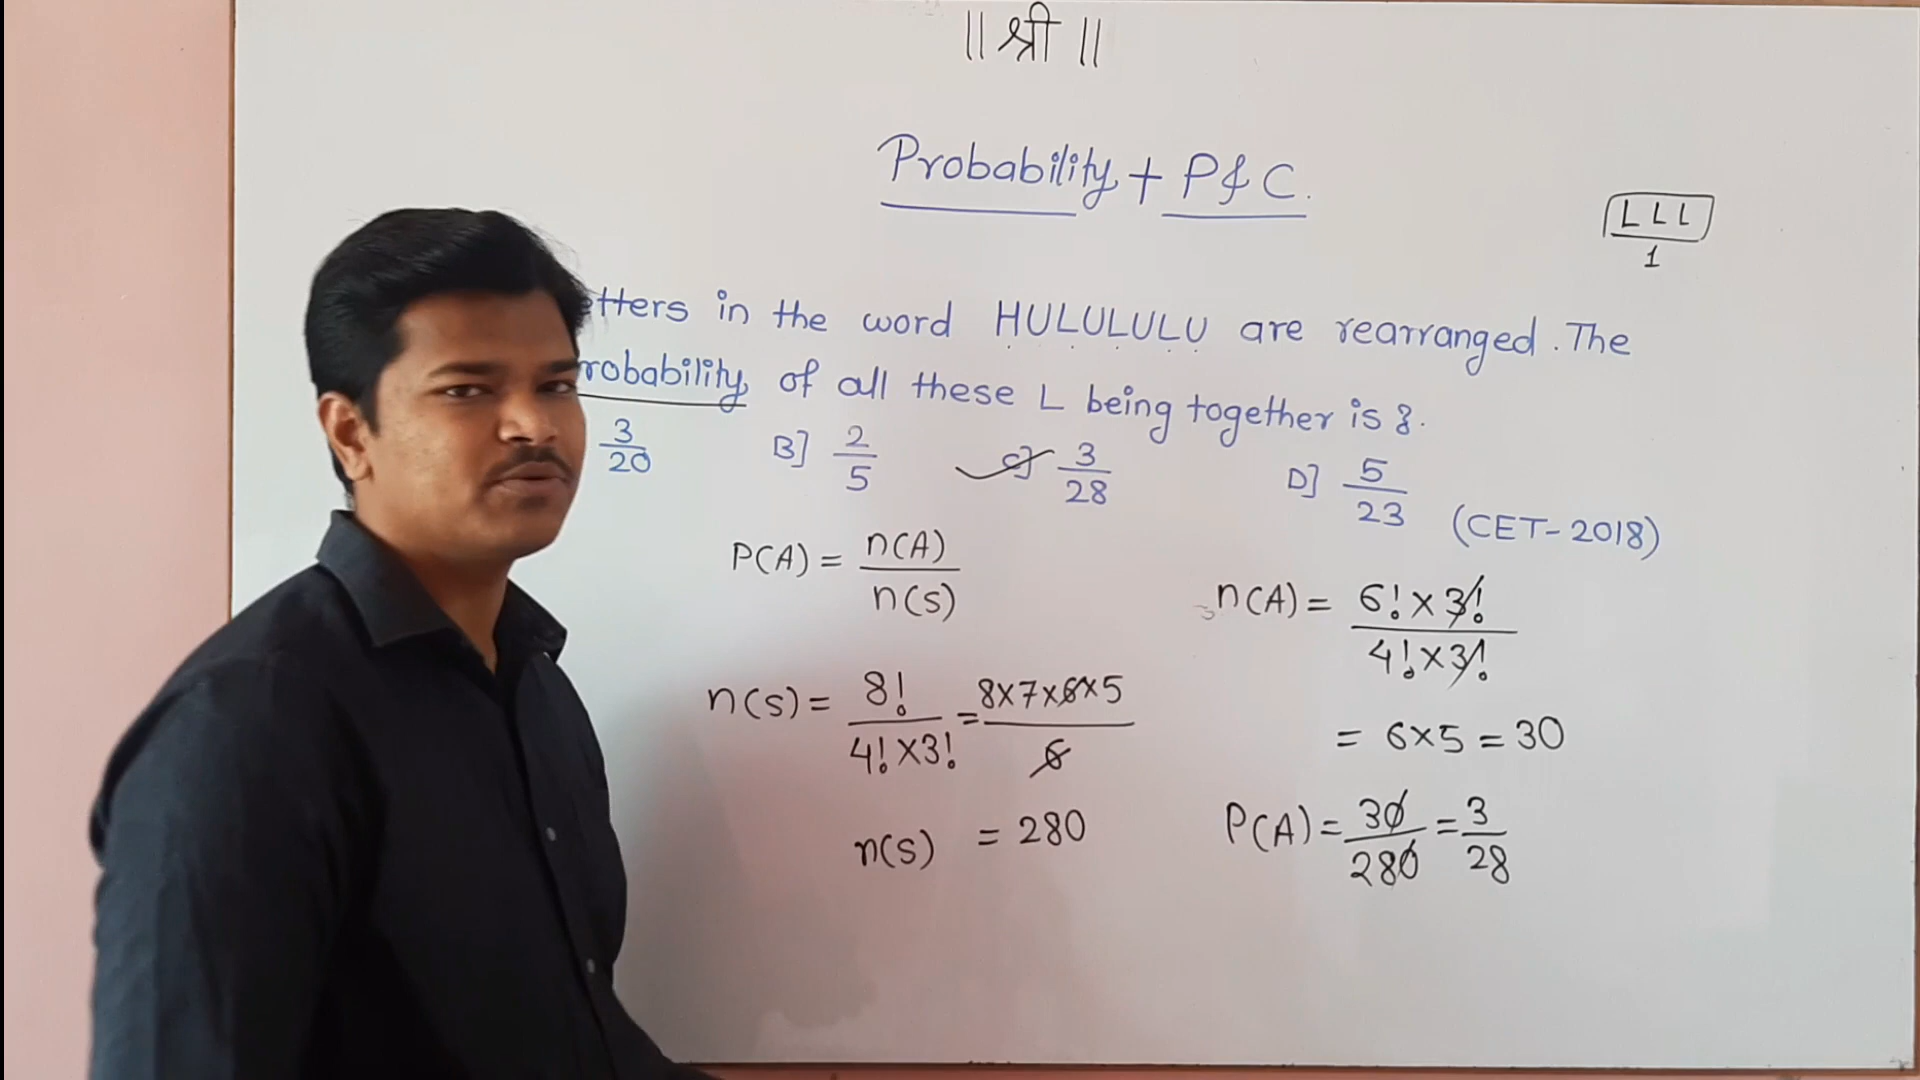 || श्री ||
Probability + P & C.
L L L
1
etters in the word HULULULU are rearranged. The
robability of all these L being together is ?.
3/20 B] 2/5 C] 3/28 D] 5/23 (CET-2018)
P(A) = n(A)/n(S)
n(S) = 8!/4!×3! = 8×7×6×5/6
n(S) = 280
n(A) = 6!×3!/4!×3!
= 6×5 = 30
P(A) = 30/280 = 3/28